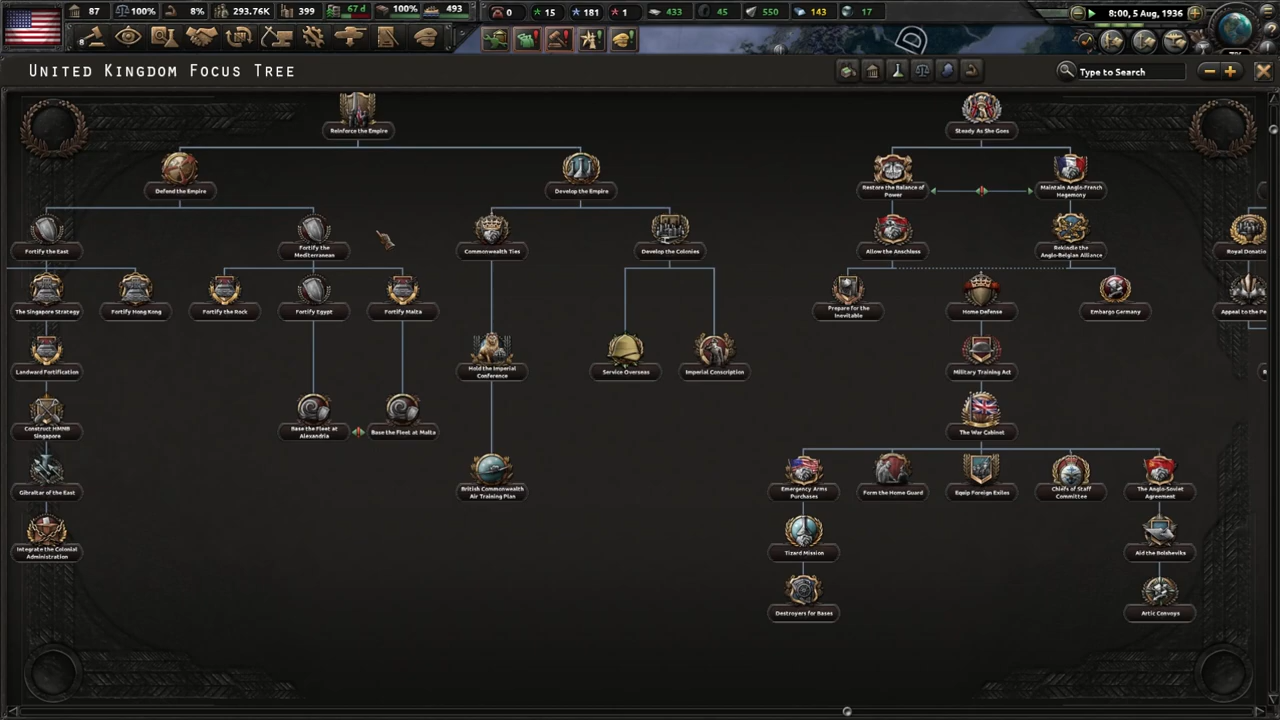 87
100%
8%
293.76K
399
67 d
100%
493
15
181
1
433
45
550
143
17
8:00, 5 Aug, 1936
8
United Kingdom Focus Tree
Type to Search
Reinforce the Empire
Steady As She Goes
Defend the Empire
Develop the Empire
Restore the Balance of
Power
Maintain Anglo-French
Hegemony
Fortify the East
Fortify the
Mediterranean
Commonwealth Ties
Develop the Colonies
Allow the Anschluss
Rekindle the
Anglo-Belgian Alliance
Royal Donatio
The Singapore Strategy
Fortify Hong Kong
Fortify the Rock
Fortify Egypt
Fortify Malta
Prepare for the
Inevitable
Home Defense
Embargo Germany
Appeal to the Pe
Landward Fortification
Hold the Imperial
Conference
Service Overseas
Imperial Conscription
Military Training Act
Construct HMNB
Singapore
Base the Fleet at
Alexandria
Base the Fleet at Malta
The War Cabinet
Gibraltar of the East
British Commonwealth
Air Training Plan
Emergency Arms
Purchases
Form the Home Guard
Equip Foreign Exiles
Chiefs of Staff
Committee
The Anglo-Soviet
Agreement
Integrate the Colonial
Administration
Tizard Mission
Aid the Bolsheviks
Destroyers for Bases
Artic Convoys